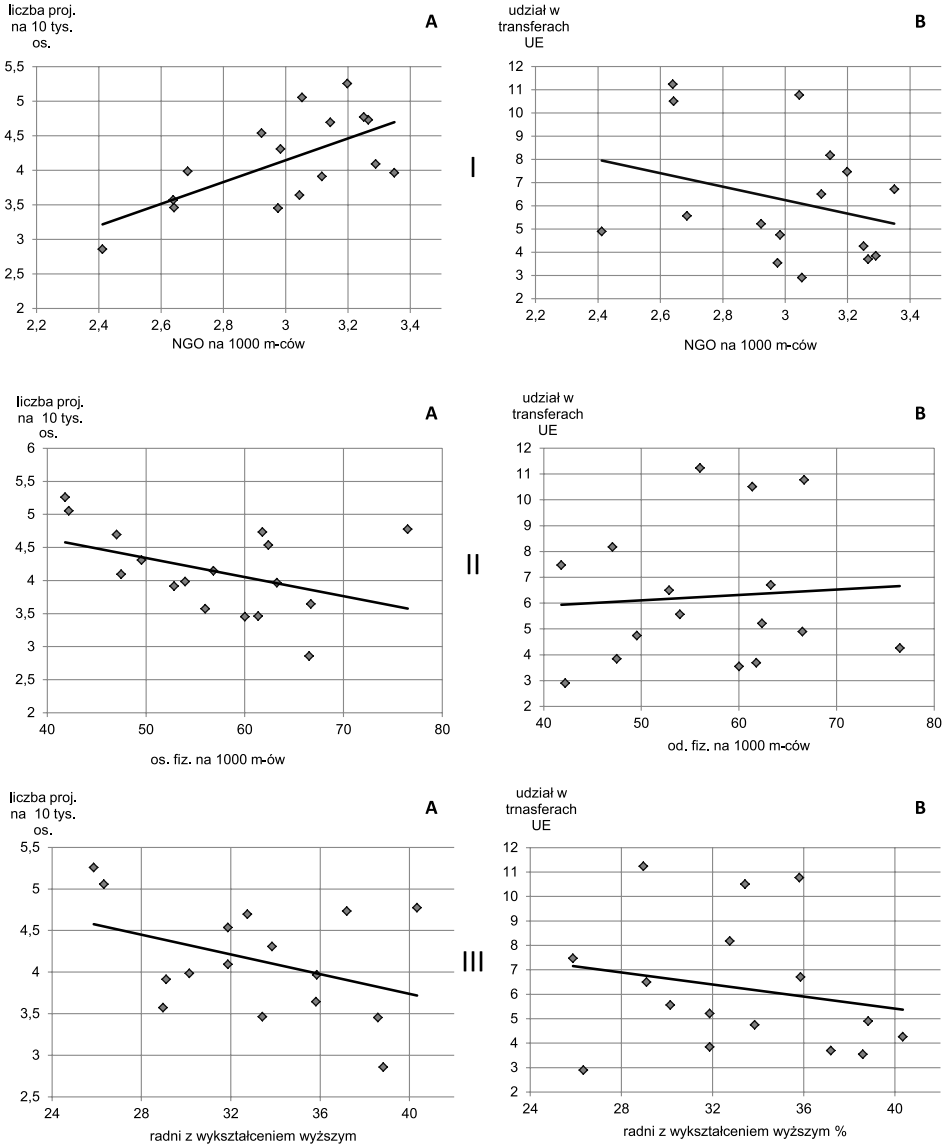 liczba proj.
na 10 tys.
os.
A
5,5
5
4,5
4
3,5
3
2,5
2
2,2 2,4 2,6 2,8 3 3,2 3,4
NGO na 1000 m-ców
I
udział w
transferach
UE
B
12
11
10
9
8
7
6
5
4
3
2
2,2 2,4 2,6 2,8 3 3,2 3,4
NGO na 1000 m-ców
liczba proj.
na 10 tys.
os.
A
6
5,5
5
4,5
4
3,5
3
2,5
2
40 50 60 70 80
os. fiz. na 1000 m-ów
II
udział w
transferach
UE
B
12
11
10
9
8
7
6
5
4
3
2
40 50 60 70 80
od. fiz. na 1000 m-ców
liczba proj.
na 10 tys.
os.
A
5,5
5
4,5
4
3,5
3
2,5
24 28 32 36 40
radni z wykształceniem wyższym
III
udział w
trnasferach
UE
B
12
11
10
9
8
7
6
5
4
3
2
24 28 32 36 40
radni z wykształceniem wyższym %